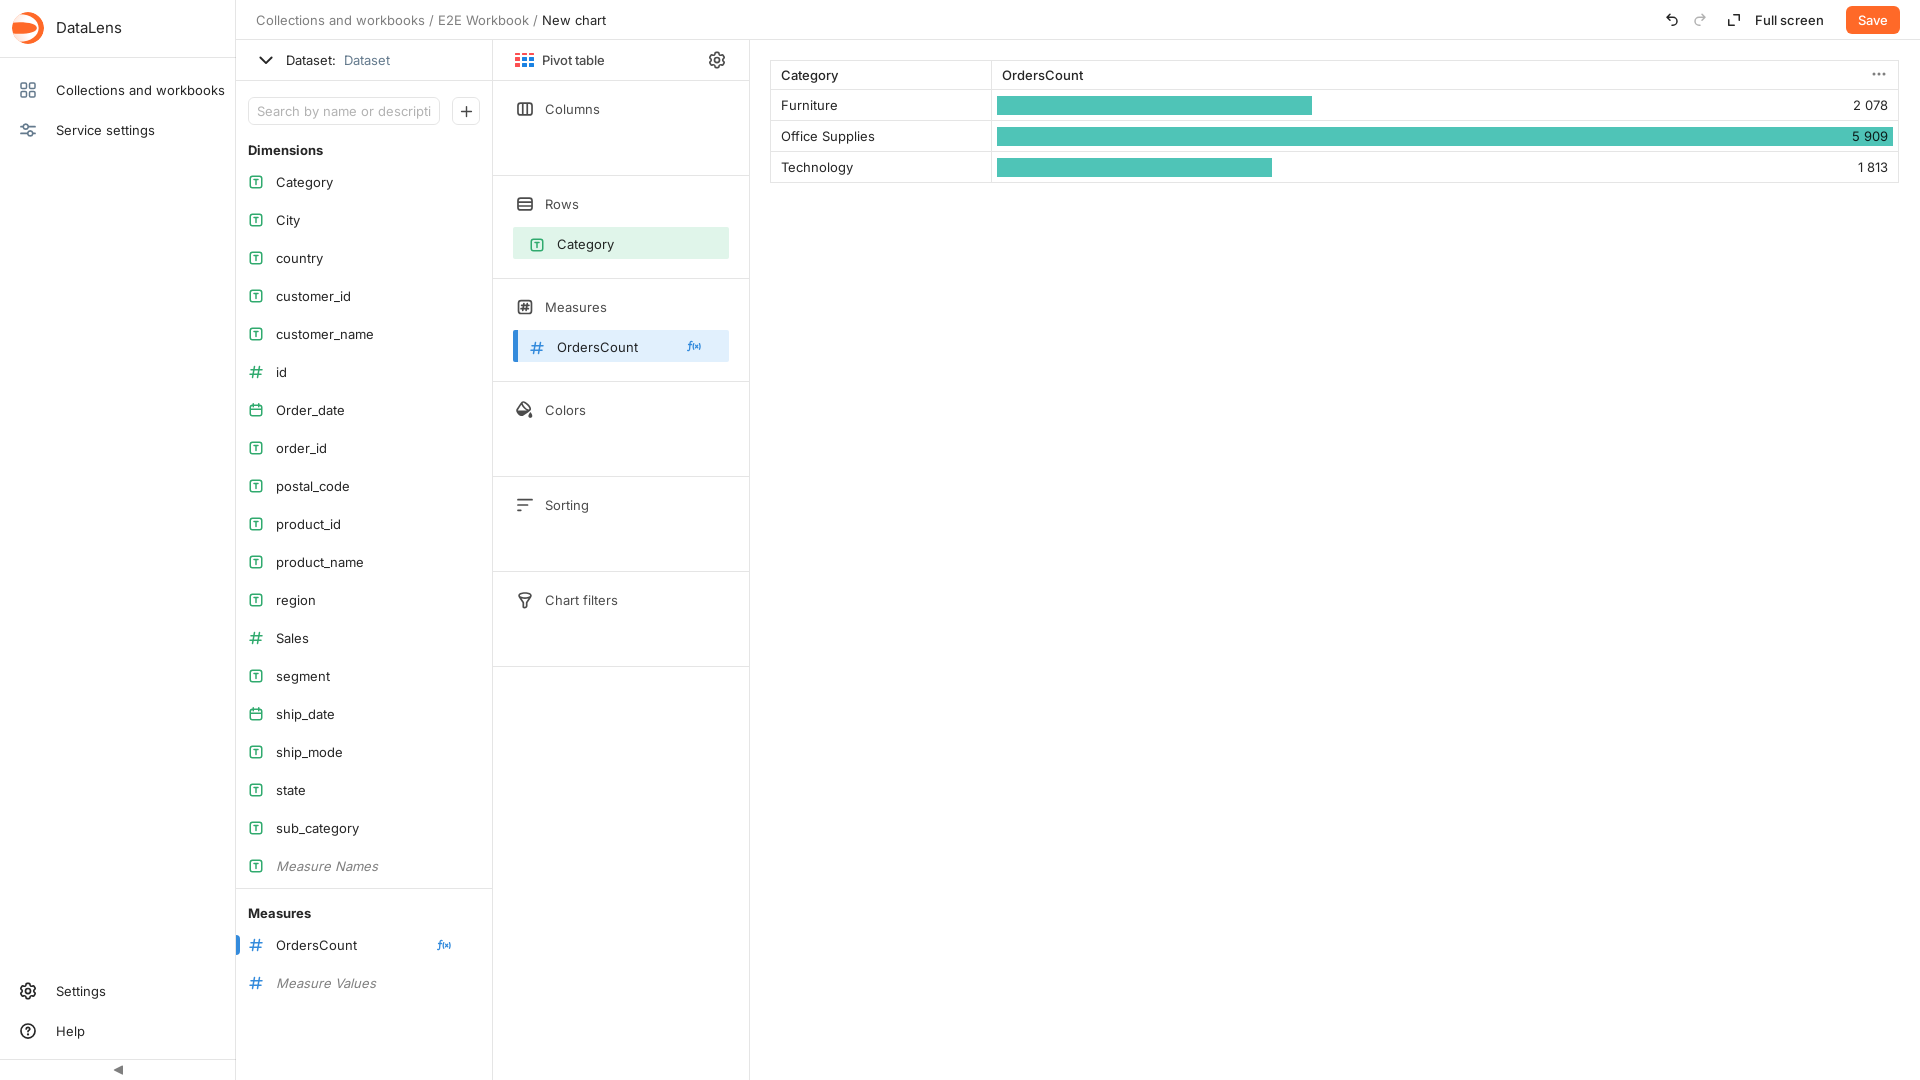 DataLens
Collections and workbooks
Service settings
Settings
Help
Collections and workbooks / E2E Workbook / New chart
Full screen
Save
Dataset: Dataset
Search by name or descripti
Dimensions
Category
City
country
customer_id
customer_name
id
Order_date
order_id
postal_code
product_id
product_name
region
Sales
segment
ship_date
ship_mode
state
sub_category
Measure Names
Measures
OrdersCount
Measure Values
Pivot table
Columns
Rows
Category
Measures
OrdersCount
Colors
Sorting
Chart filters
Category OrdersCount
Furniture 2 078
Office Supplies 5 909
Technology 1 813